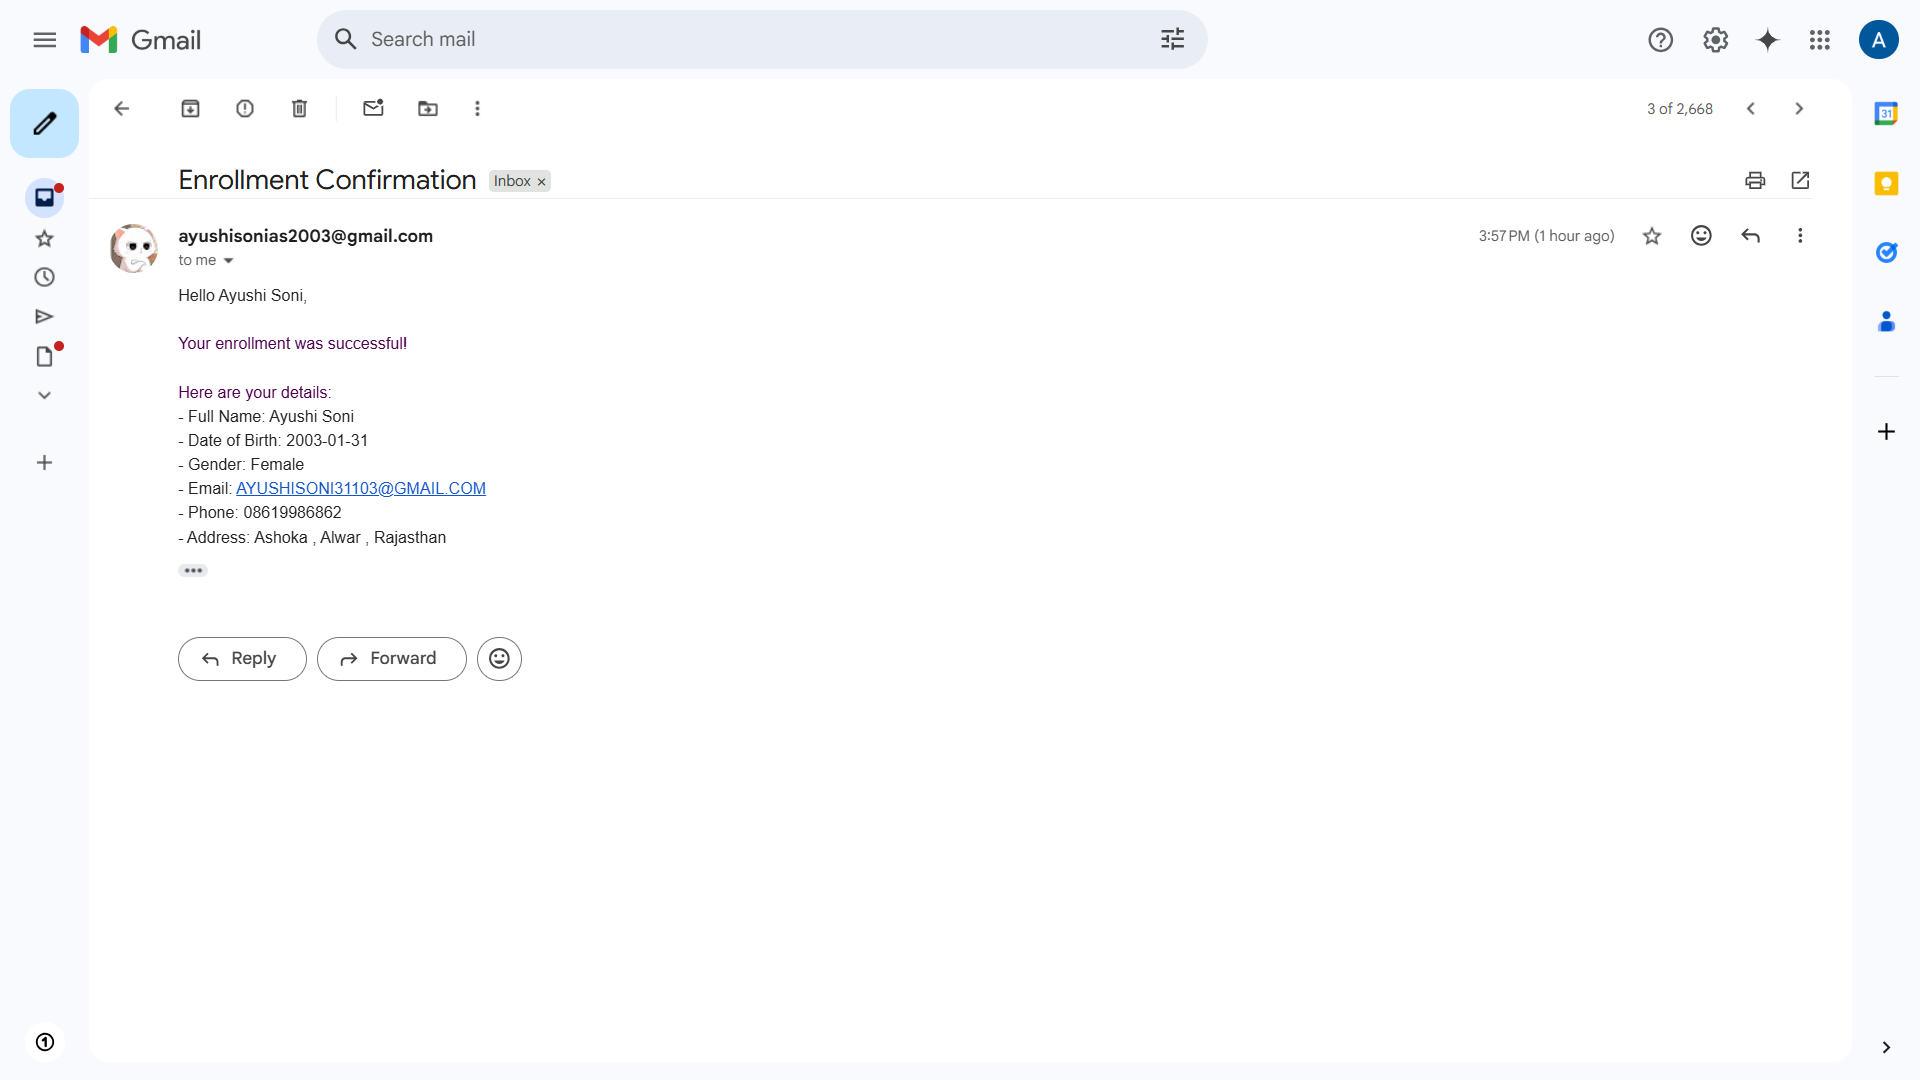 Gmail
Search mail
A
3 of 2,668
31
Enrollment Confirmation
Inbox ×
ayushisonias2003@gmail.com
3:57 PM (1 hour ago)
to me
Hello Ayushi Soni,
Your enrollment was successful!
Here are your details:
- Full Name: Ayushi Soni
- Date of Birth: 2003-01-31
- Gender: Female
- Email: AYUSHISONI31103@GMAIL.COM
- Phone: 08619986862
- Address: Ashoka , Alwar , Rajasthan
Reply
Forward
1